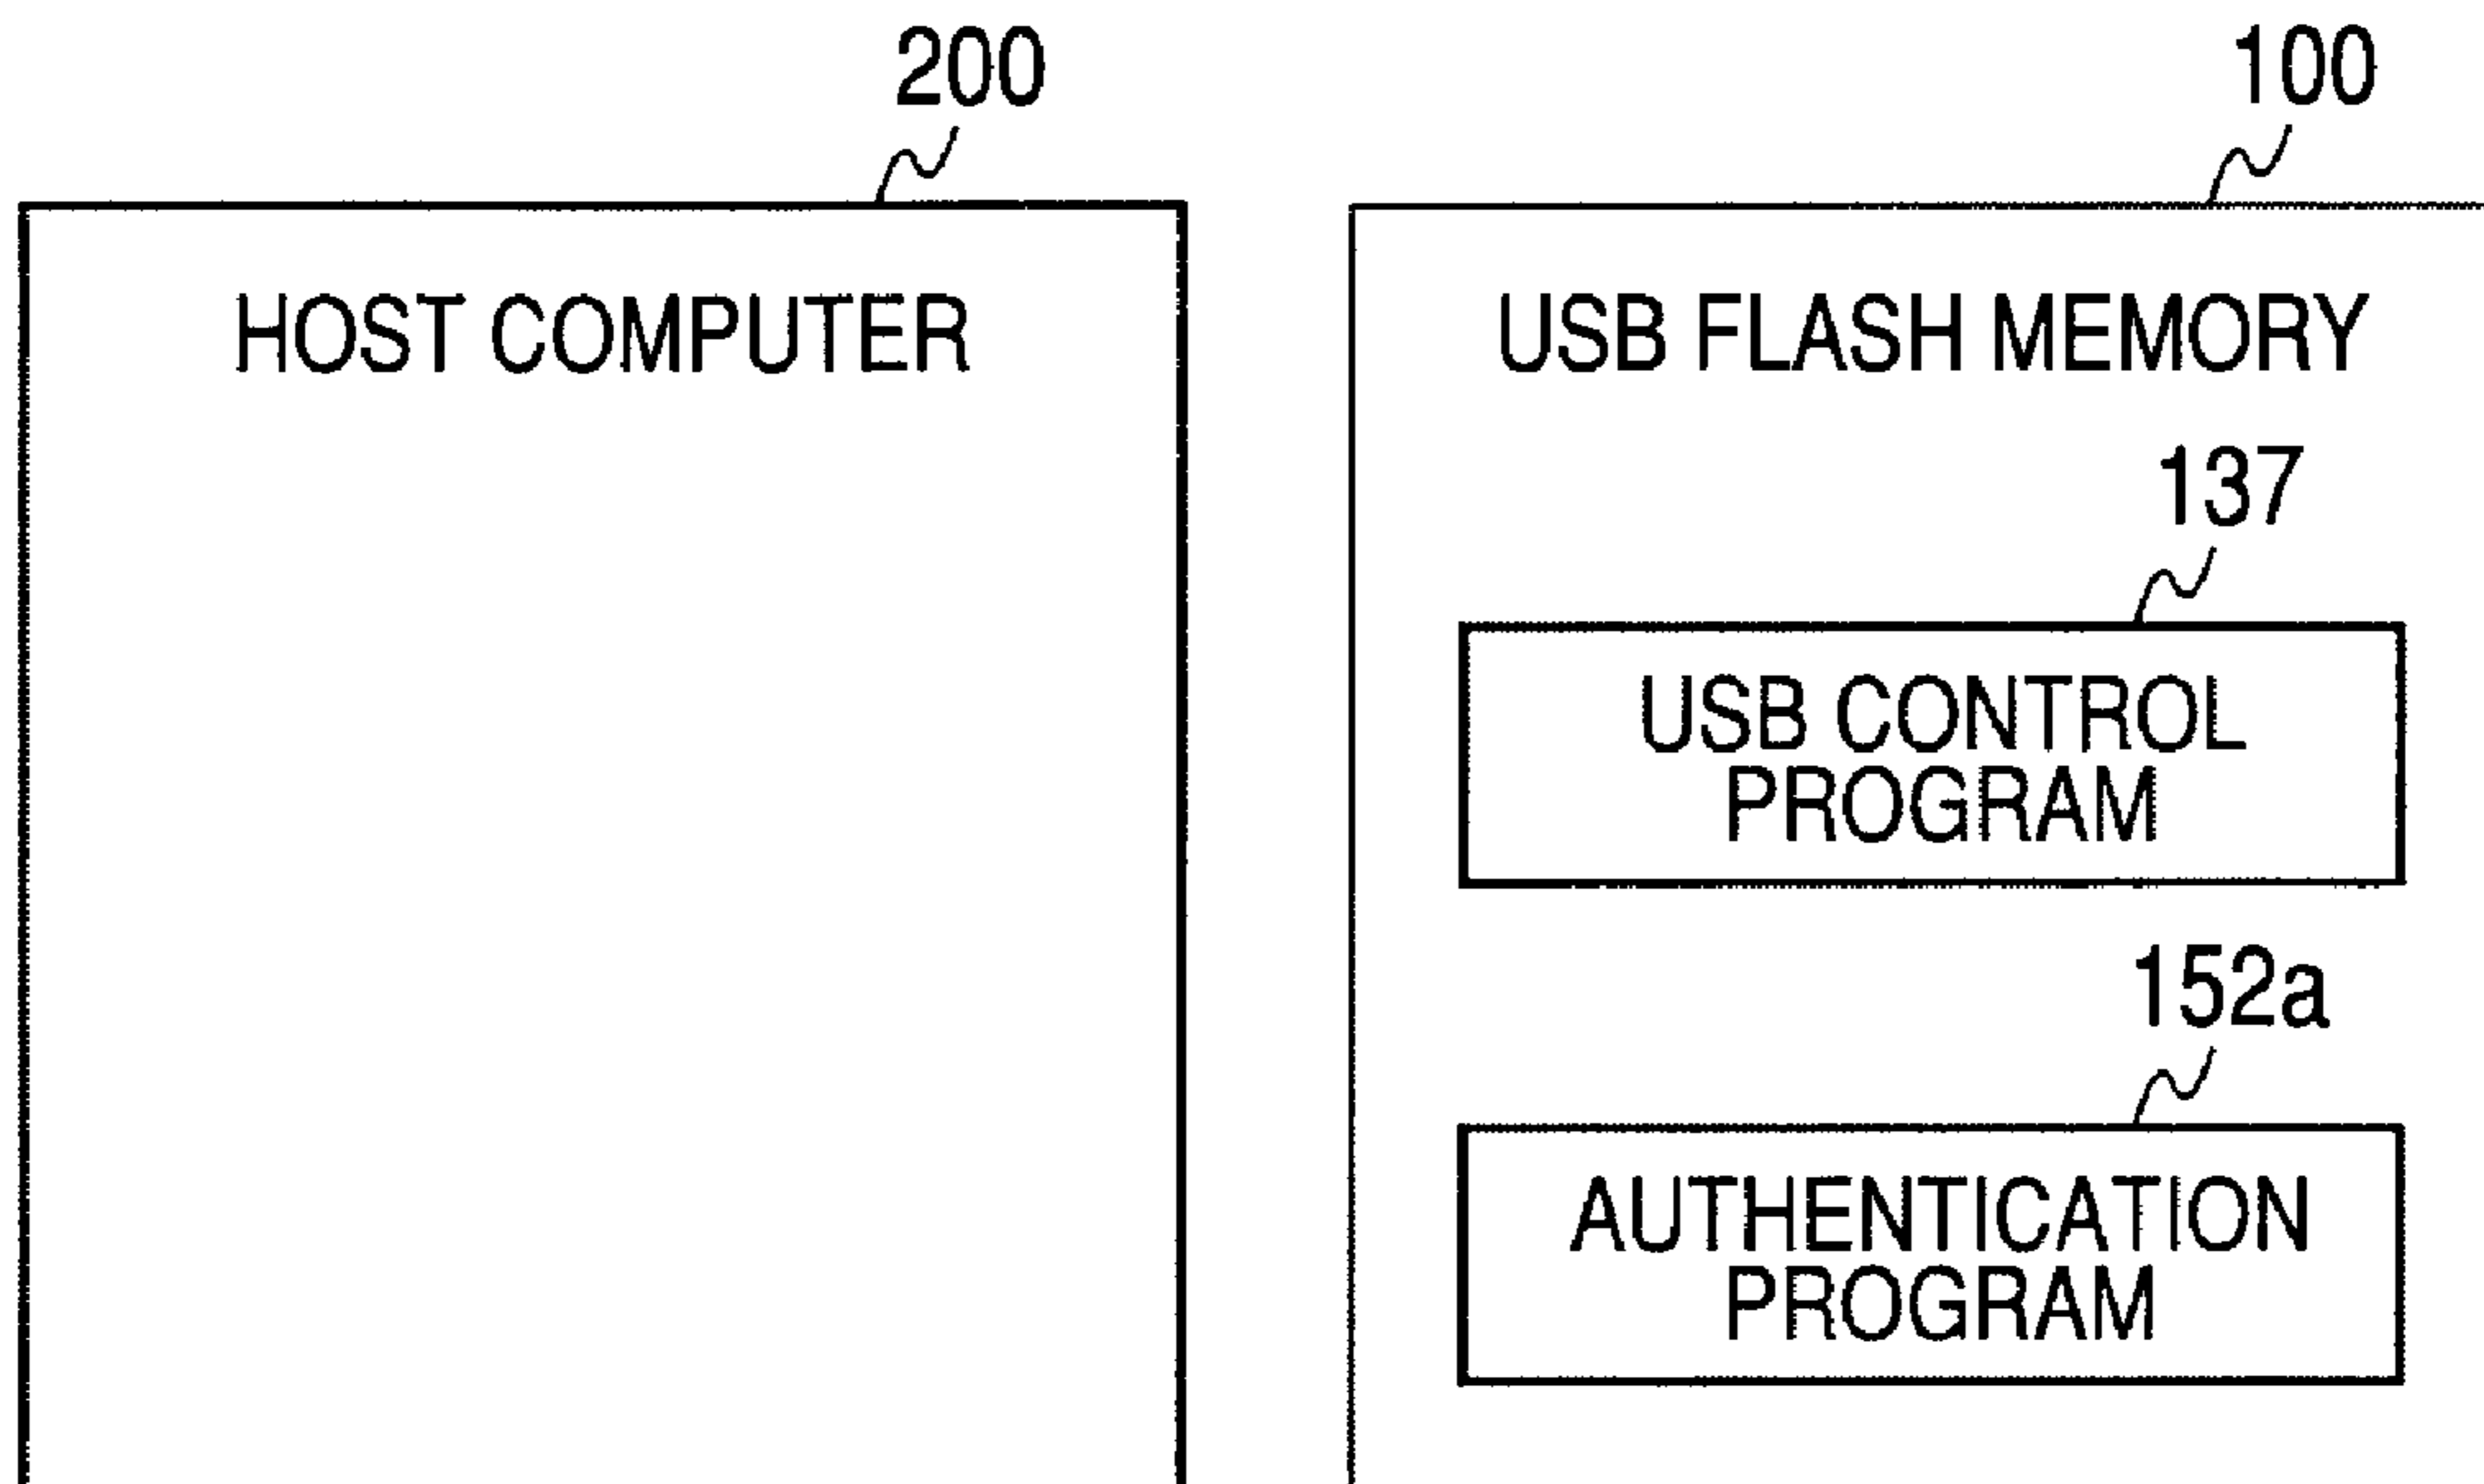 200
100
HOST COMPUTER
USB FLASH MEMORY
137
USB CONTROL
PROGRAM
152a
AUTHENTICATION
PROGRAM